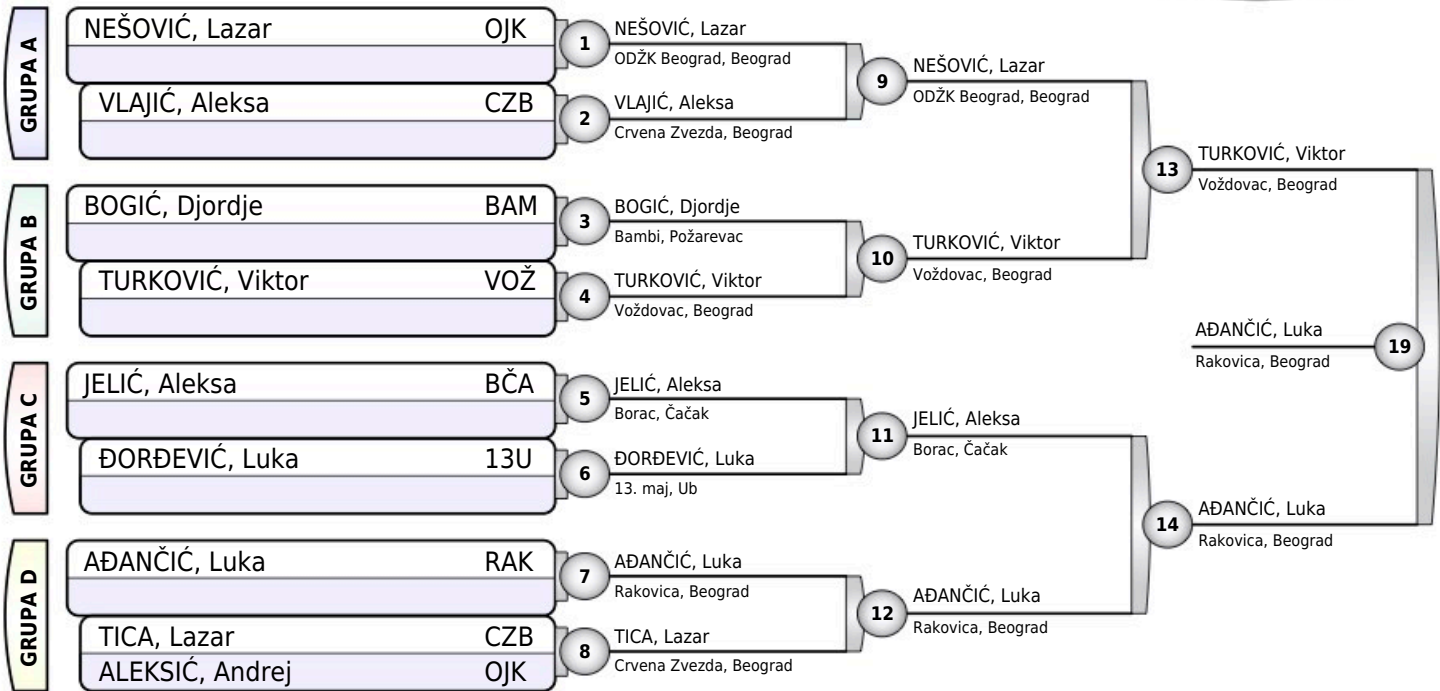 GRUPA A
NEŠOVIĆ, Lazar OJK
VLAJIĆ, Aleksa CZB
GRUPA B
BOGIĆ, Djordje BAM
TURKOVIĆ, Viktor VOŽ
GRUPA C
JELIĆ, Aleksa BČA
ĐORĐEVIĆ, Luka 13U
GRUPA D
AĐANČIĆ, Luka RAK
TICA, Lazar CZB
ALEKSIĆ, Andrej OJK
1
NEŠOVIĆ, Lazar
ODŽK Beograd, Beograd
2
VLAJIĆ, Aleksa
Crvena Zvezda, Beograd
3
BOGIĆ, Djordje
Bambi, Požarevac
4
TURKOVIĆ, Viktor
Voždovac, Beograd
5
JELIĆ, Aleksa
Borac, Čačak
6
ĐORĐEVIĆ, Luka
13. maj, Ub
7
AĐANČIĆ, Luka
Rakovica, Beograd
8
TICA, Lazar
Crvena Zvezda, Beograd
9
NEŠOVIĆ, Lazar
ODŽK Beograd, Beograd
10
TURKOVIĆ, Viktor
Voždovac, Beograd
11
JELIĆ, Aleksa
Borac, Čačak
12
AĐANČIĆ, Luka
Rakovica, Beograd
13
TURKOVIĆ, Viktor
Voždovac, Beograd
14
AĐANČIĆ, Luka
Rakovica, Beograd
AĐANČIĆ, Luka
Rakovica, Beograd
19